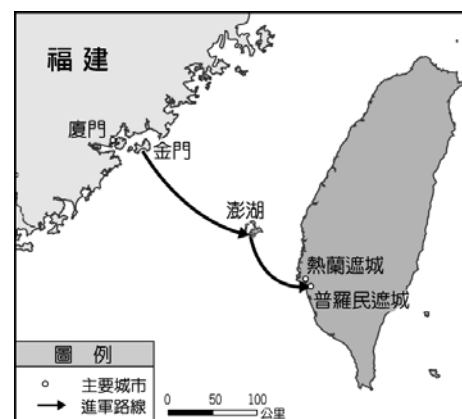 福建
廈門
金門
澎湖
熱蘭遮城
普羅民遮城
圖例
主要城市
進軍路線
0 50 100
公里